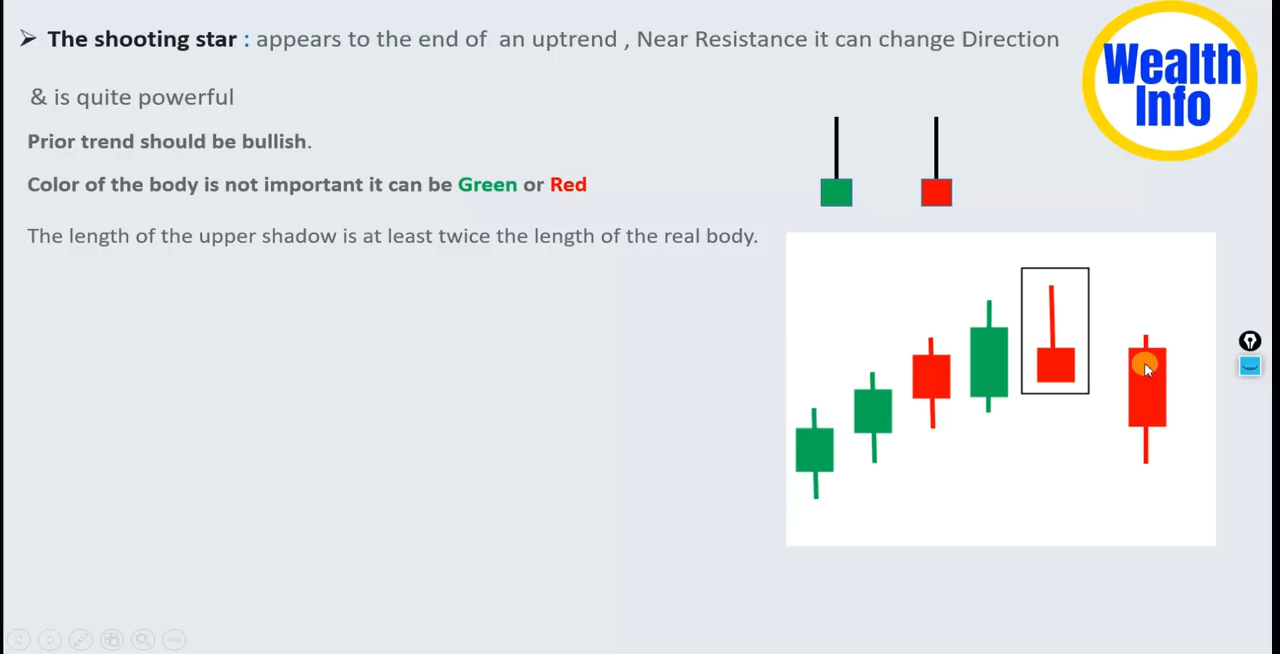 The shooting star : appears to the end of an uptrend , Near Resistance it can change Direction
& is quite powerful
Prior trend should be bullish.
Color of the body is not important it can be Green or Red
The length of the upper shadow is at least twice the length of the real body.
Wealth
Info